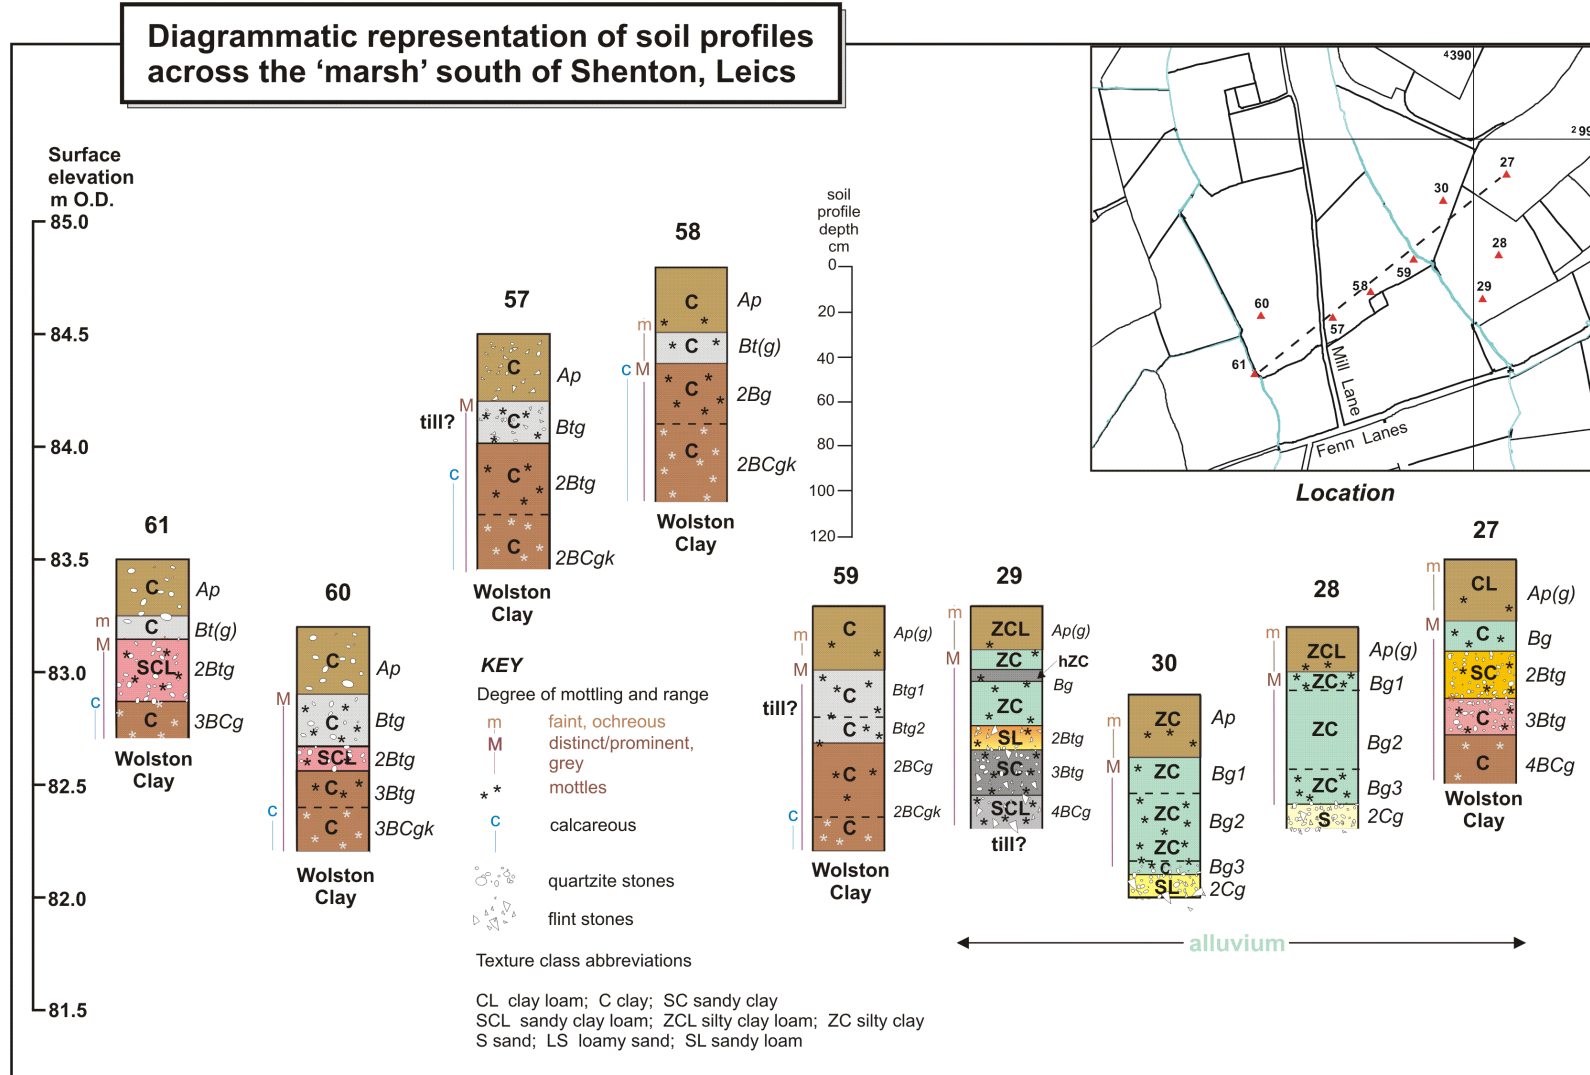 Diagrammatic representation of soil profiles
across the ‘marsh’ south of Shenton, Leics
Surface
elevation
m O.D.
85.0
84.5
84.0
83.5
83.0
82.5
82.0
81.5
soil
profile
depth
cm
0
20
40
60
80
100
120
4390
299
27
30
28
59
58
29
60
57
61
Mill Lane
Fenn Lanes
Location
61
C
Ap
m
C
Bt(g)
M
SCL
2Btg
c
C
3BCg
Wolston
Clay
60
C
Ap
M
C
Btg
SCL
2Btg
C
3Btg
c
C
3BCgk
Wolston
Clay
57
C
Ap
M
till?
C
Btg
c
C
2Btg
C
2BCgk
Wolston
Clay
58
C
Ap
m
C
Bt(g)
c
M
C
2Bg
C
2BCgk
Wolston
Clay
KEY
Degree of mottling and range
m
faint, ochreous
M
distinct/prominent,
grey
mottles
c
calcareous
quartzite stones
flint stones
Texture class abbreviations
CL clay loam; C clay; SC sandy clay
SCL sandy clay loam; ZCL silty clay loam; ZC silty clay
S sand; LS loamy sand; SL sandy loam
59
C
Ap(g)
m
M
C
Btg1
till?
C
Btg2
C
2BCg
c
C
2BCgk
Wolston
Clay
29
m
ZCL
Ap(g)
M
ZC
hZC
Bg
ZC
SL
2Btg
SC
3Btg
SCL
4BCg
till?
30
m
ZC
Ap
M
ZC
Bg1
ZC
Bg2
ZC
C
Bg3
SL
2Cg
28
m
ZCL
Ap(g)
M
ZC
Bg1
ZC
Bg2
ZC
Bg3
S
2Cg
27
m
CL
Ap(g)
M
C
Bg
SC
2Btg
C
3Btg
C
4BCg
Wolston
Clay
alluvium